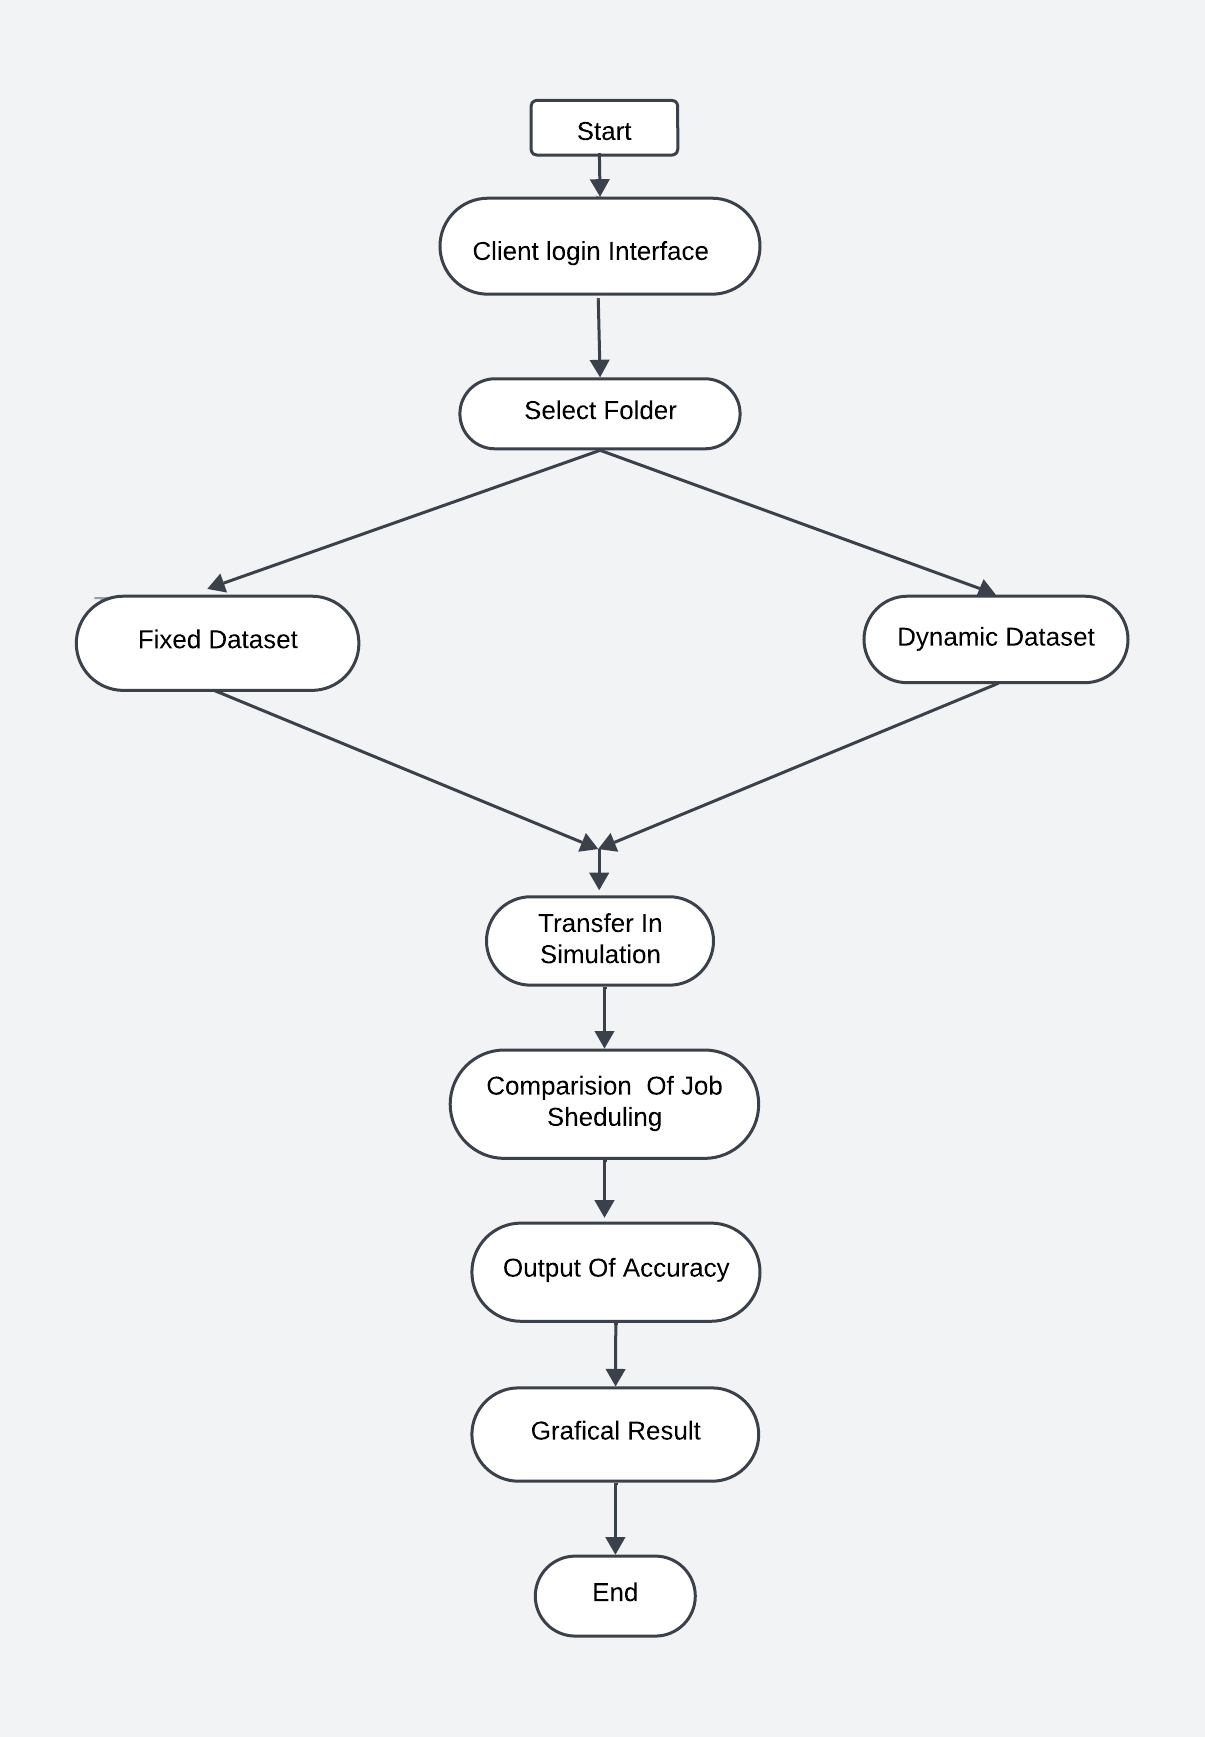 Start
Client login Interface
Select Folder
Fixed Dataset
Dynamic Dataset
Transfer In
Simulation
Comparision  Of Job
Sheduling
Output Of Accuracy
Grafical Result
End